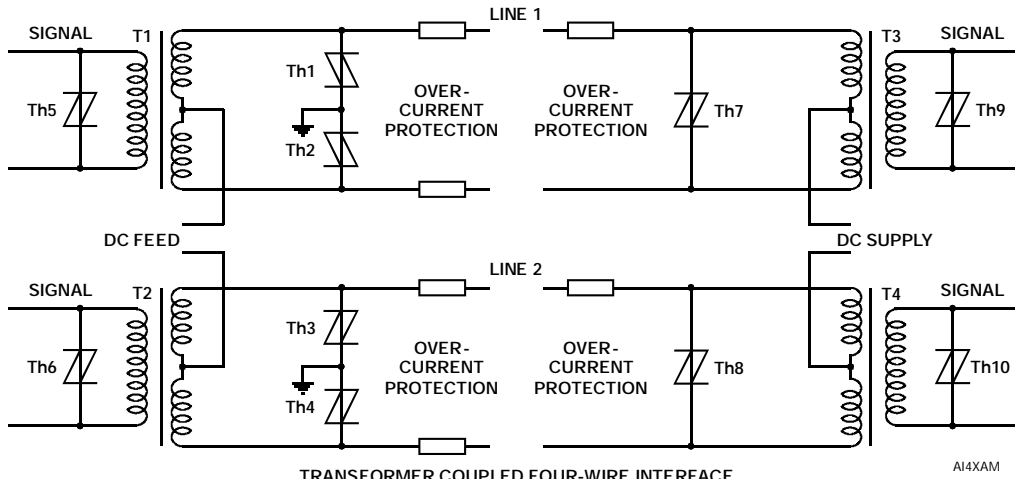 LINE 1
SIGNAL
T1
T3
SIGNAL
Th1
OVER-
CURRENT
PROTECTION
OVER-
CURRENT
PROTECTION
Th5
Th7
Th9
Th2
DC FEED
DC SUPPLY
LINE 2
SIGNAL
T2
T4
SIGNAL
Th3
OVER-
CURRENT
PROTECTION
OVER-
CURRENT
PROTECTION
Th6
Th8
Th10
Th4
AI4XAM
TRANSFORMER COUPLED FOUR-WIRE INTERFACE